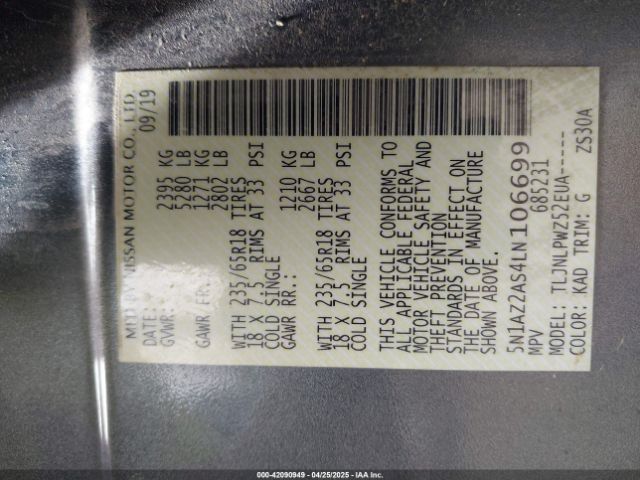 MFD BY NISSAN MOTOR CO., LTD
DATE: 09/19
GVWR: 2395 KG
5280 LB
GAWR FR.: 1271 KG
2802 LB
WITH 235/65R18 TIRES
18 X 7.5, RIMS AT 33 PSI
COLD SINGLE
GAWR RR.: 1210 KG
2667 LB
WITH 235/65R18 TIRES
18 X 7.5, RIMS AT 33 PSI
COLD SINGLE
THIS VEHICLE CONFORMS TO
ALL APPLICABLE FEDERAL
MOTOR VEHICLE SAFETY AND
THEFT PREVENTION
STANDARDS IN EFFECT ON
THE DATE OF MANUFACTURE
SHOWN ABOVE.
5N1AZ2AS4LN106699
MPV 685231
MODEL: TLJNLPWZ52EUA-----
COLOR: KAD TRIM: G ZS30A
000-42090949 - 04/25/2025 - IAA Inc.